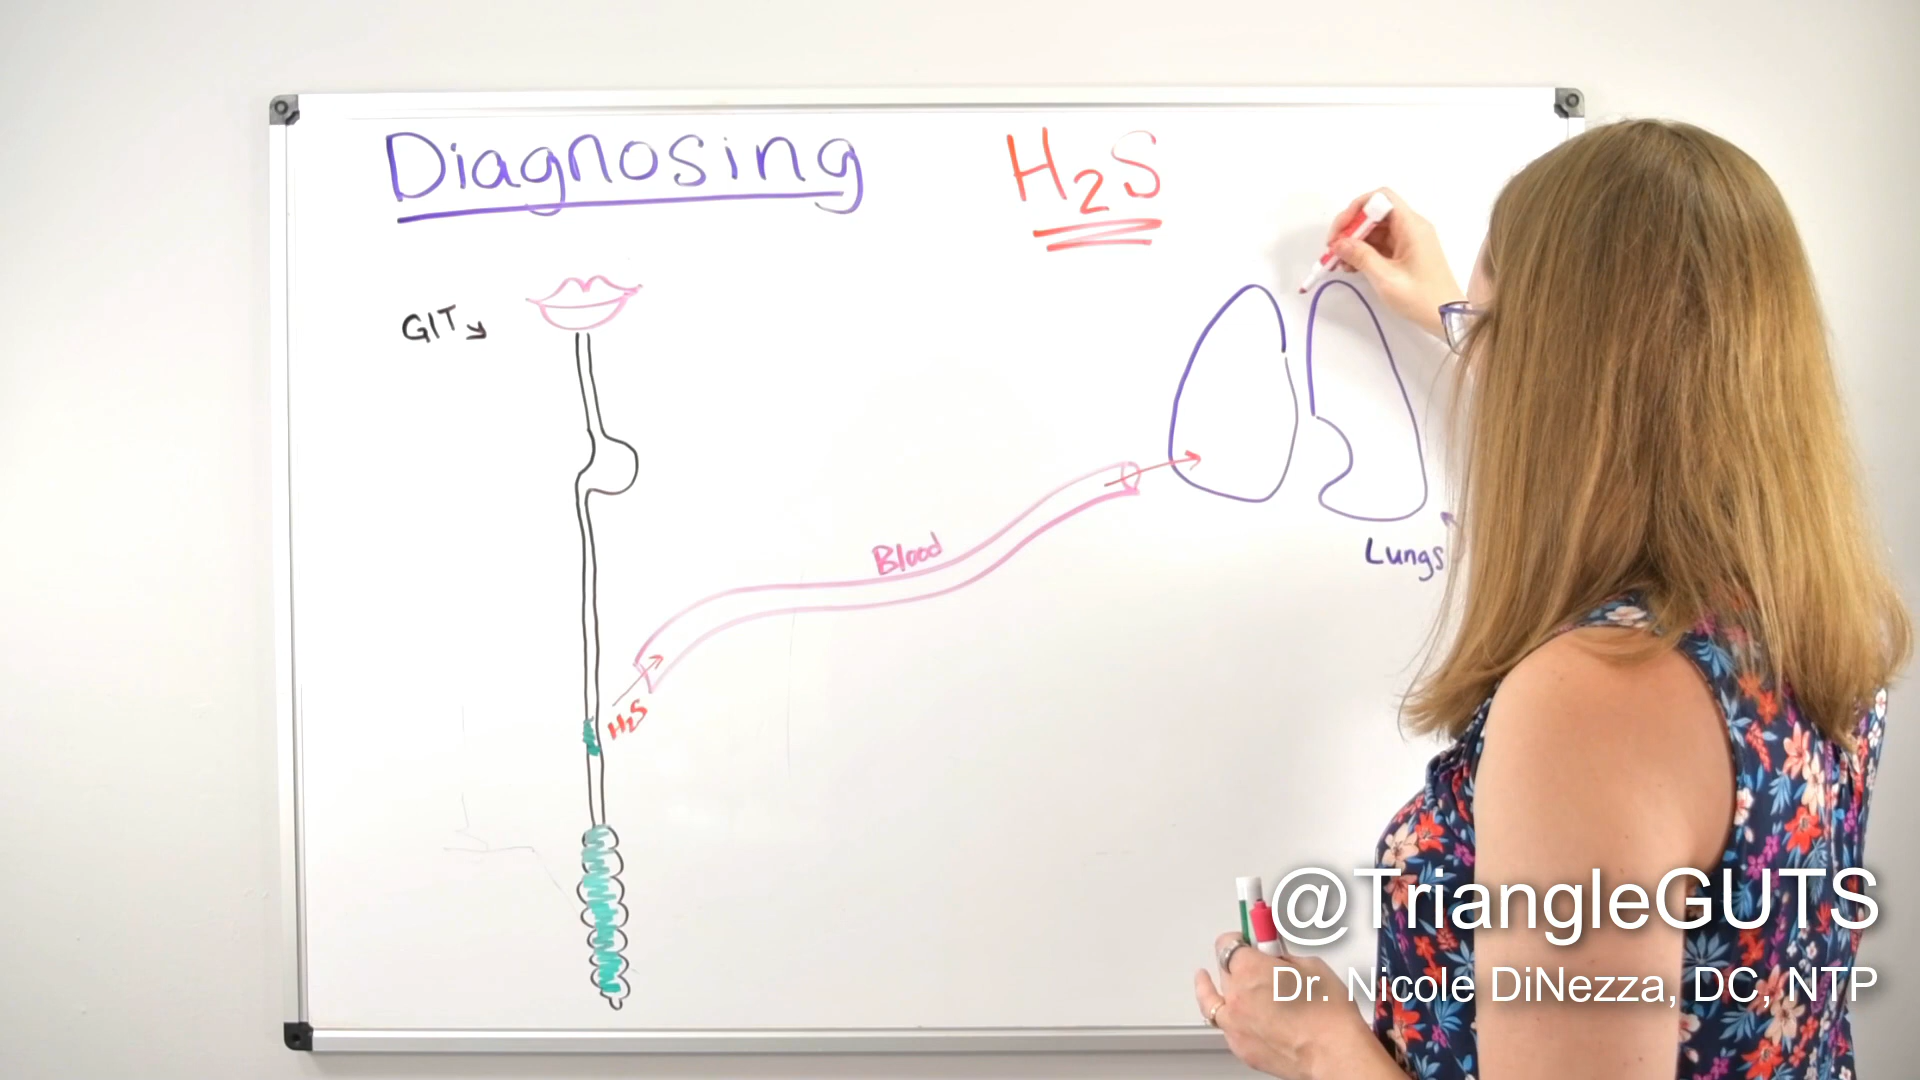 Diagnosing H₂S
GIT
Blood
Lungs
H₂S
@TriangleGUTS
Dr. Nicole DiNezza, DC, NTP